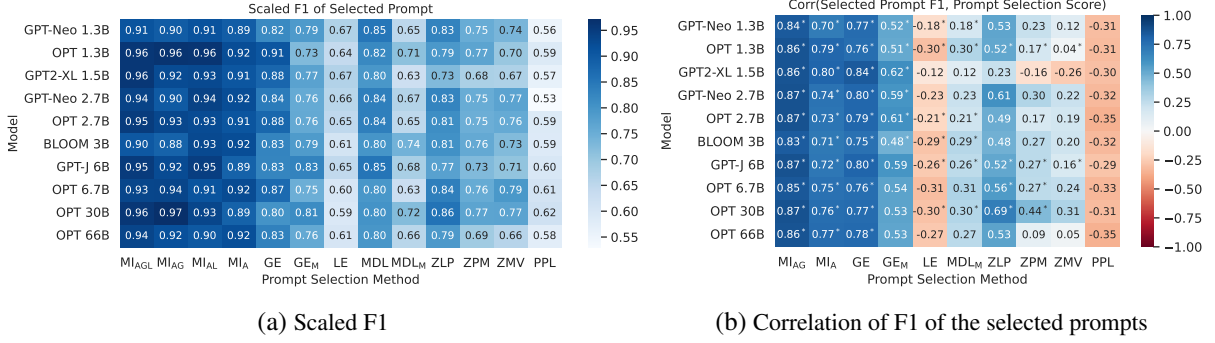 Scaled F1 of Selected Prompt
Model
GPT-Neo 1.3B 0.91 0.90 0.91 0.89 0.82 0.79 0.67 0.85 0.65 0.83 0.75 0.74 0.56
OPT 1.3B 0.96 0.96 0.96 0.92 0.91 0.73 0.64 0.83 0.71 0.79 0.77 0.70 0.59
GPT2-XL 1.5B 0.96 0.92 0.93 0.91 0.88 0.77 0.67 0.80 0.63 0.73 0.68 0.67 0.57
GPT-Neo 2.7B 0.94 0.90 0.94 0.92 0.84 0.76 0.66 0.84 0.67 0.83 0.75 0.77 0.53
OPT 2.7B 0.95 0.93 0.93 0.91 0.88 0.76 0.65 0.84 0.66 0.82 0.75 0.75 0.59
BLOOM 3B 0.90 0.88 0.93 0.92 0.83 0.79 0.61 0.80 0.74 0.81 0.76 0.73 0.59
GPT-J 6B 0.95 0.92 0.95 0.89 0.83 0.83 0.65 0.85 0.68 0.77 0.73 0.71 0.60
OPT 6.7B 0.93 0.94 0.91 0.92 0.87 0.75 0.60 0.80 0.63 0.84 0.76 0.79 0.61
OPT 30B 0.96 0.97 0.93 0.89 0.80 0.81 0.59 0.80 0.72 0.86 0.77 0.77 0.62
OPT 66B 0.94 0.92 0.90 0.92 0.83 0.76 0.61 0.80 0.66 0.79 0.69 0.66 0.58
MI_AGL MI_AG MI_AL MI_A GE GE_M LE MDL MDL_M ZLP ZPM ZMV PPL
Prompt Selection Method
0.95
0.90
0.85
0.80
0.75
0.70
0.65
0.60
0.55
(a) Scaled F1
Corr(Selected Prompt F1, Prompt Selection Score)
Model
GPT-Neo 1.3B 0.84* 0.70* 0.77* 0.52* -0.18* 0.18* 0.53 0.23 0.12 -0.31
OPT 1.3B 0.86* 0.79* 0.76* 0.51* -0.30* 0.30* 0.52* 0.17* 0.04* -0.31
GPT2-XL 1.5B 0.86* 0.80* 0.84* 0.62* -0.12 0.12 0.23 -0.16 -0.26 -0.30
GPT-Neo 2.7B 0.87* 0.74* 0.80* 0.59* -0.23 0.23 0.61 0.30 0.22 -0.32
OPT 2.7B 0.87* 0.73* 0.79* 0.61* -0.21* 0.21* 0.49 0.17 0.19 -0.35
BLOOM 3B 0.83* 0.71* 0.75* 0.48* -0.29* 0.29* 0.48 0.27 0.20 -0.32
GPT-J 6B 0.87* 0.72* 0.80* 0.59 -0.26* 0.26* 0.52* 0.27* 0.16* -0.29
OPT 6.7B 0.85* 0.75* 0.76* 0.54 -0.31 0.31 0.56* 0.27* 0.24 -0.33
OPT 30B 0.87* 0.76* 0.77* 0.53 -0.30* 0.30* 0.69* 0.44* 0.31 -0.31
OPT 66B 0.86* 0.77* 0.78* 0.53 -0.27 0.27 0.53 0.09 0.05 -0.35
MI_AG MI_A GE GE_M LE MDL_M ZLP ZPM ZMV PPL
Prompt Selection Method
1.00
0.75
0.50
0.25
0.00
−0.25
−0.50
−0.75
−1.00
(b) Correlation of F1 of the selected prompts